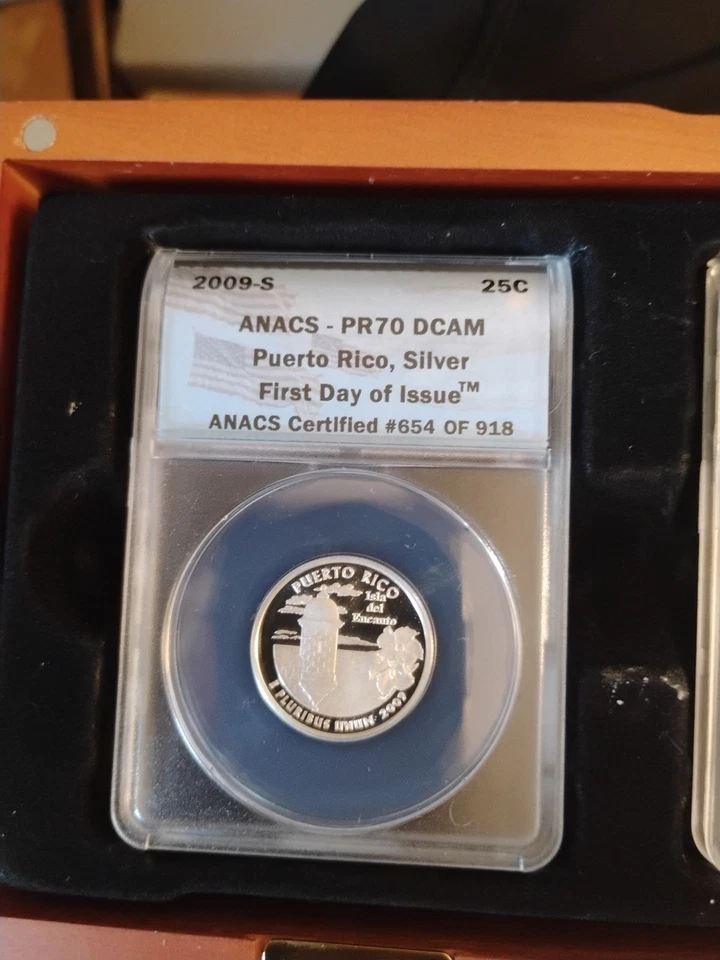 2009-S 25C
ANACS - PR70 DCAM
Puerto Rico, Silver
First Day of Issue™
ANACS Certified #654 OF 918
PUERTO RICO
Isla
del
Encanto
E PLURIBUS UNUM 2009